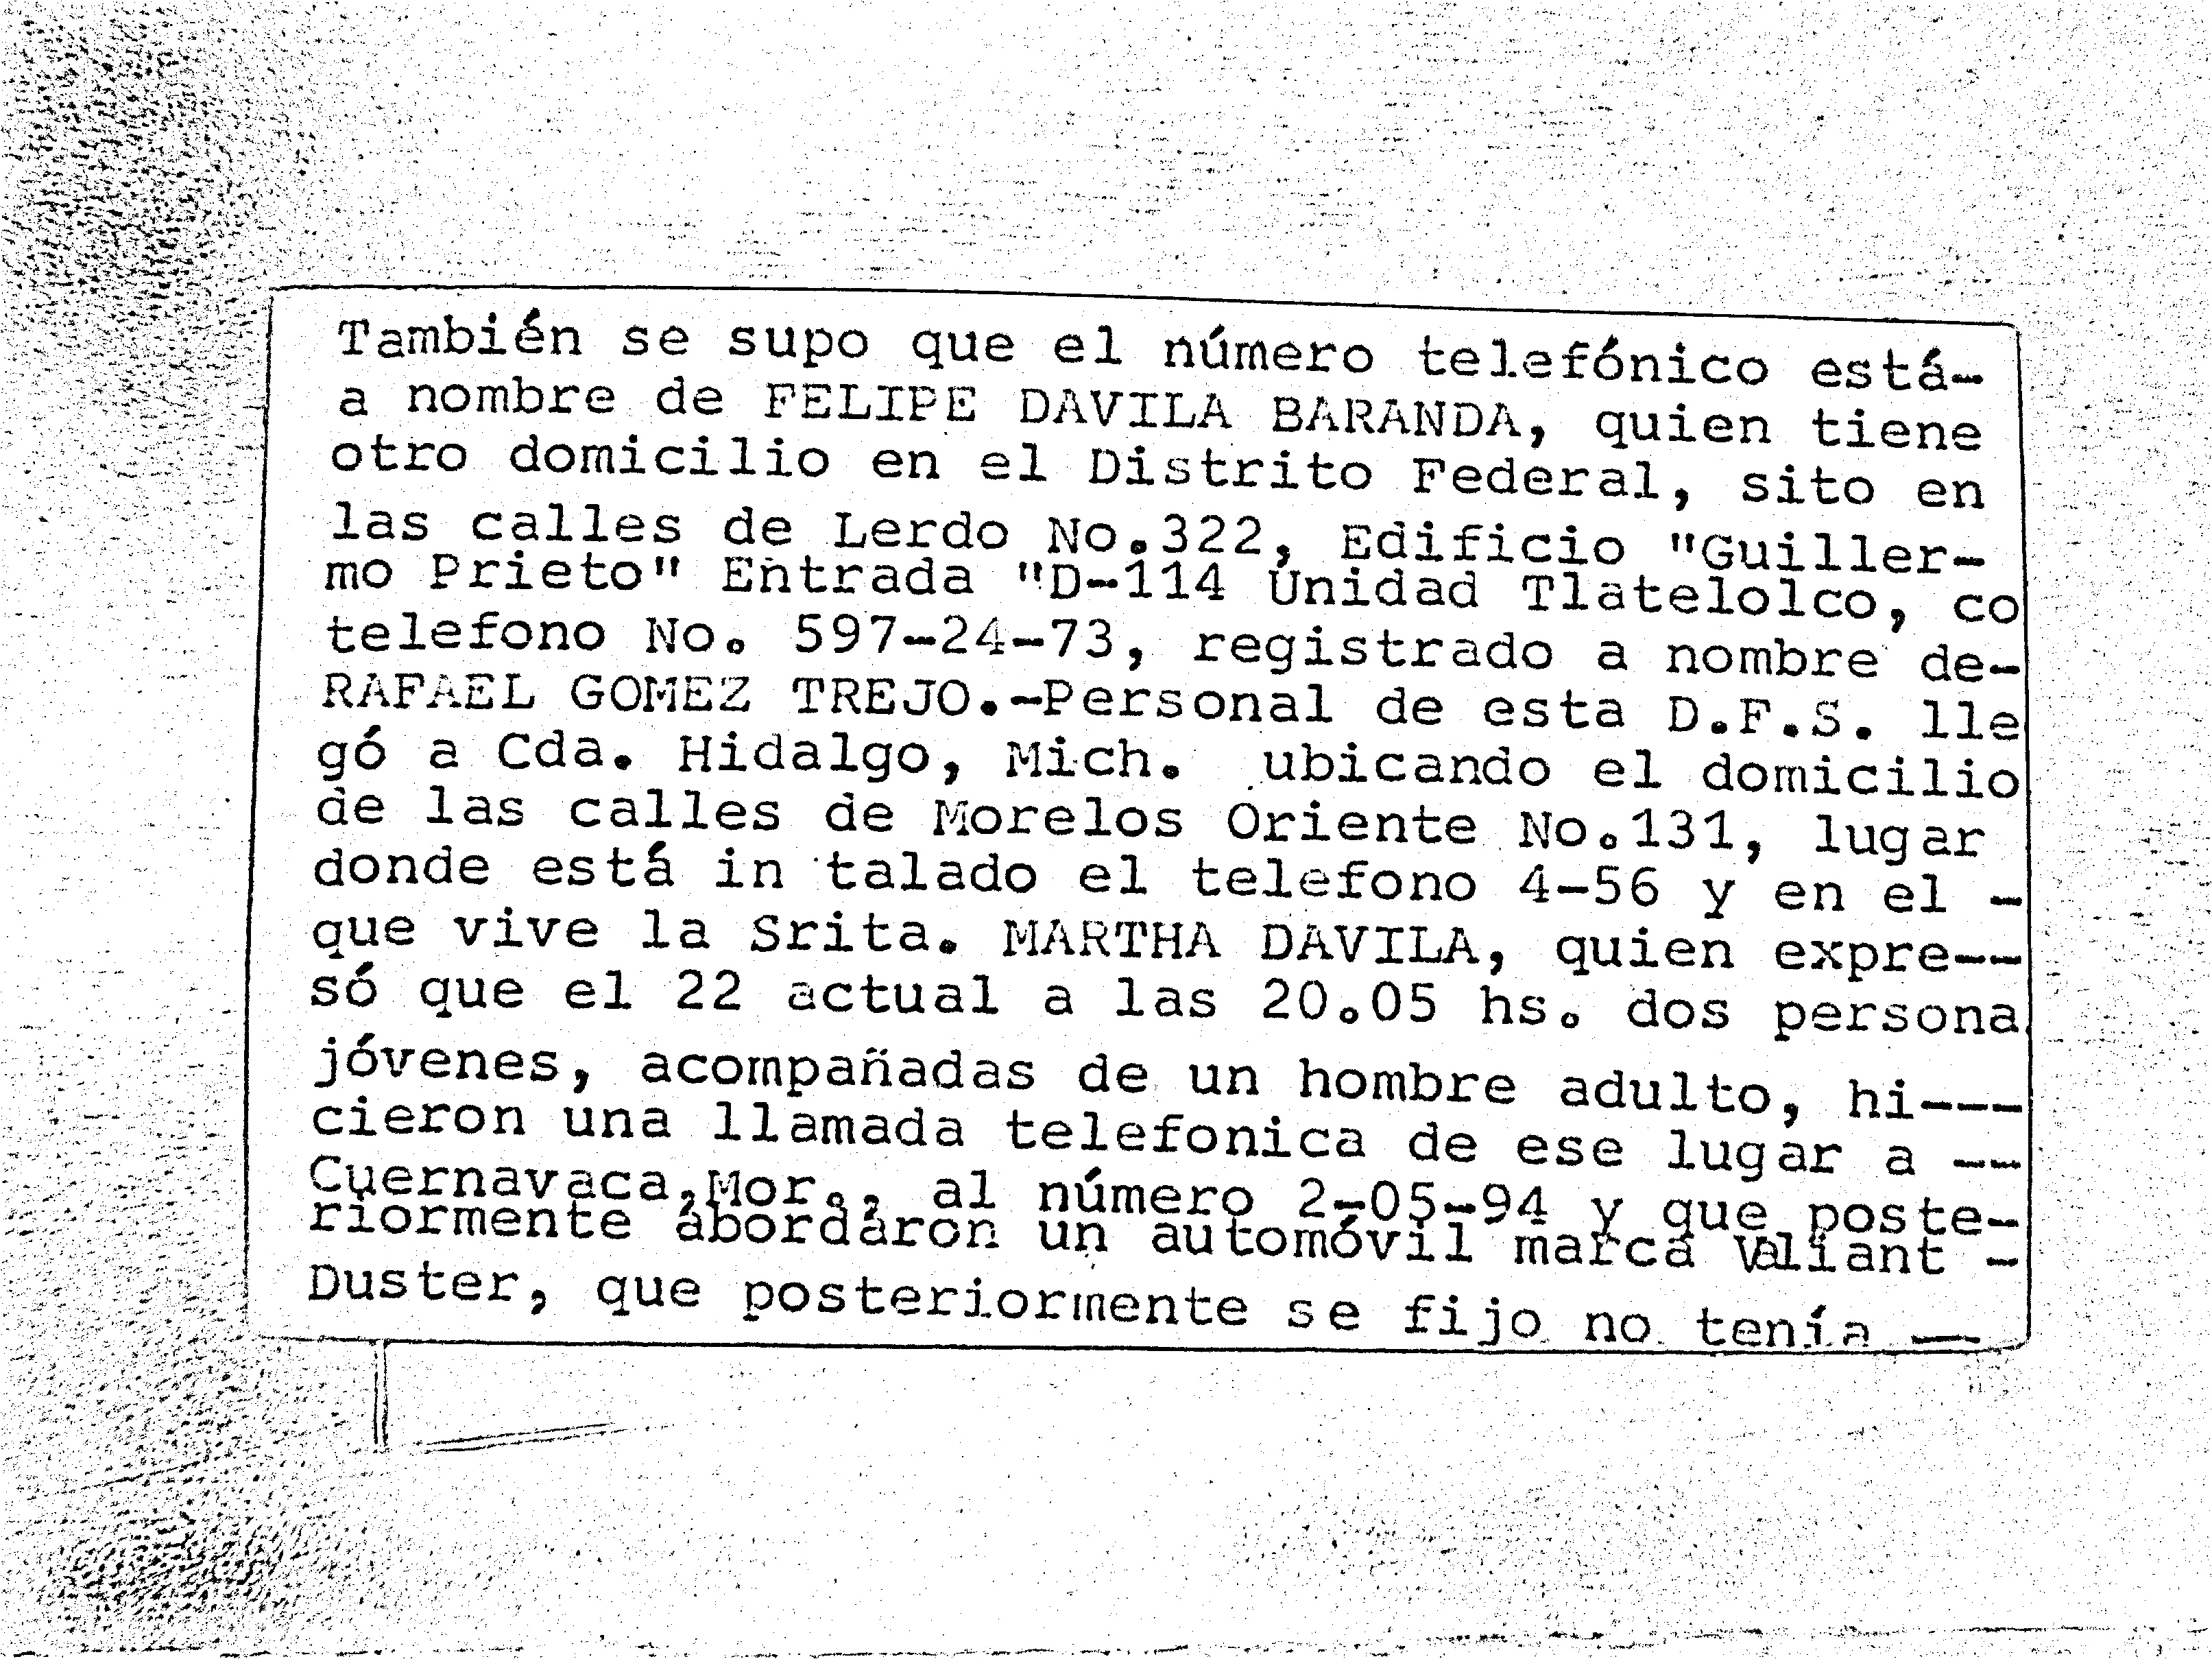 También se supo que el número telefónico está-
a nombre de FELIPE DAVILA BARANDA, quien tiene
otro domicilio en el Distrito Federal, sito en
las calles de Lerdo No.322, Edificio "Guiller-
mo Prieto" Entrada "D-114 Unidad Tlatelolco, co
telefono No. 597-24-73, registrado a nombre de-
RAFAEL GOMEZ TREJO.-Personal de esta D.F.S. lle
gó a Cda. Hidalgo, Mich. ubicando el domicilio
de las calles de Morelos Oriente No.131, lugar
donde está in talado el telefono 4-56 y en el -
que vive la Srita. MARTHA DAVILA, quien expre--
só que el 22 actual a las 20.05 hs. dos persona
jóvenes, acompañadas de un hombre adulto, hi---
cieron una llamada telefonica de ese lugar a --
Cuernavaca,Mor., al número 2-05-94 y que poste-
riormente abordaron un automóvil marca Valiant -
Duster, que posteriormente se fijo no tenía --